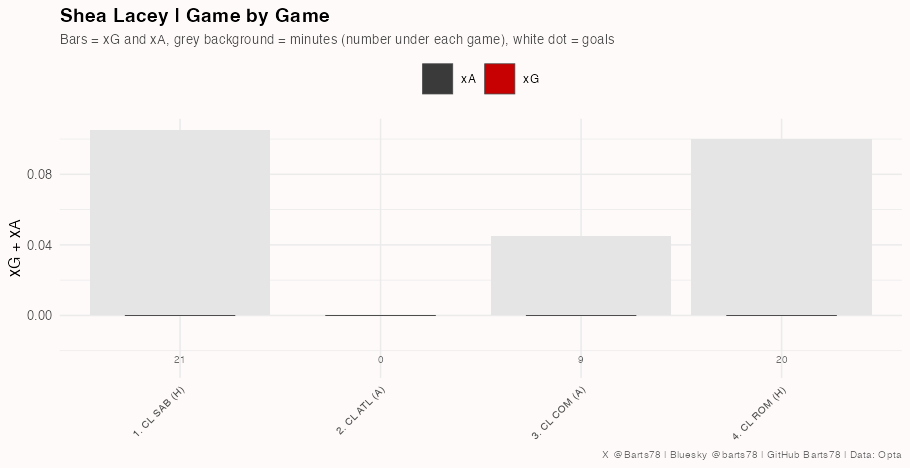 Shea Lacey | Game by Game
Bars = xG and xA, grey background = minutes (number under each game), white dot = goals
xA xG
xG + xA
0.08
0.04
0.00
21 0 9 20
1. CL SAB (H) 2. CL ATL (A) 3. CL COM (A) 4. CL ROM (H)
X @Barts78 | Bluesky @barts78 | GitHub Barts78 | Data: Opta